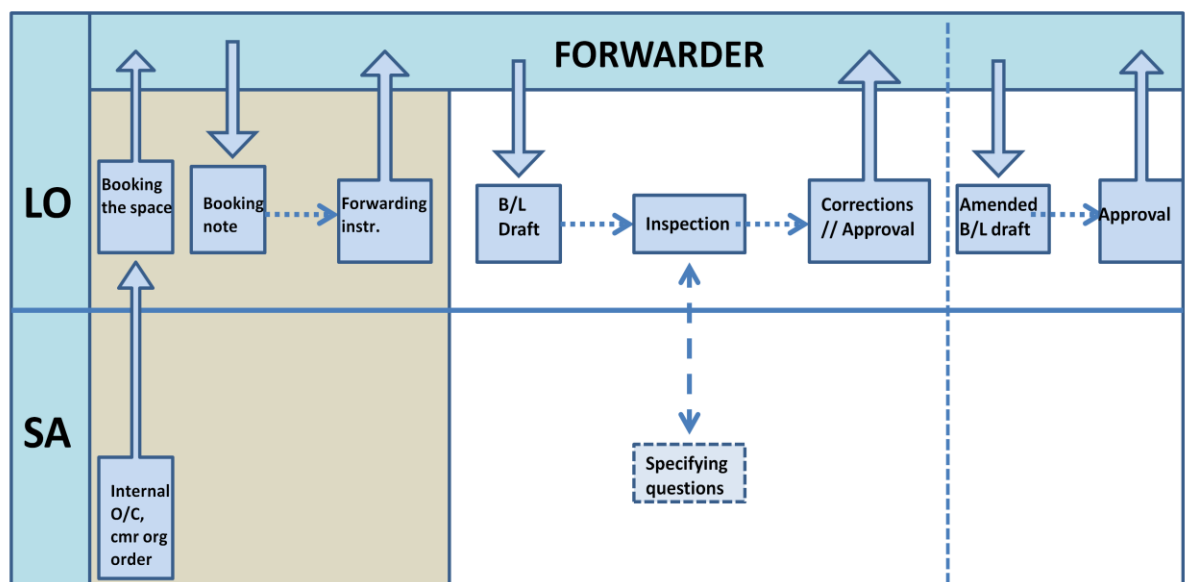 FORWARDER
LO
Booking
the space
Booking
note
Forwarding
instr.
B/L
Draft
Inspection
Corrections
// Approval
Amended
B/L draft
Approval
SA
Internal
O/C,
cmr org
order
Specifying
questions